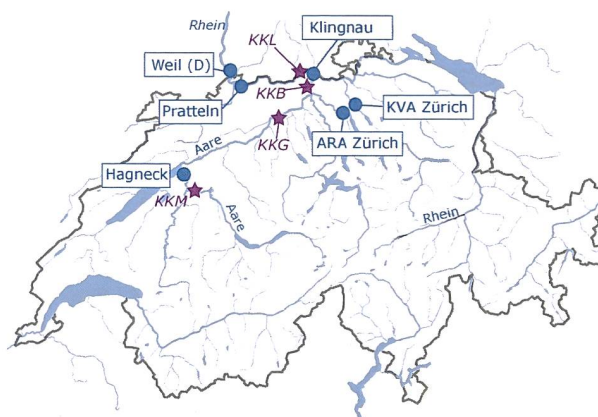 Rhein
KKL
Klingnau
Weil (D)
KKB
Pratteln
KVA Zürich
KKG
ARA Zürich
Aare
Hagneck
KKM
Aare
Rhein